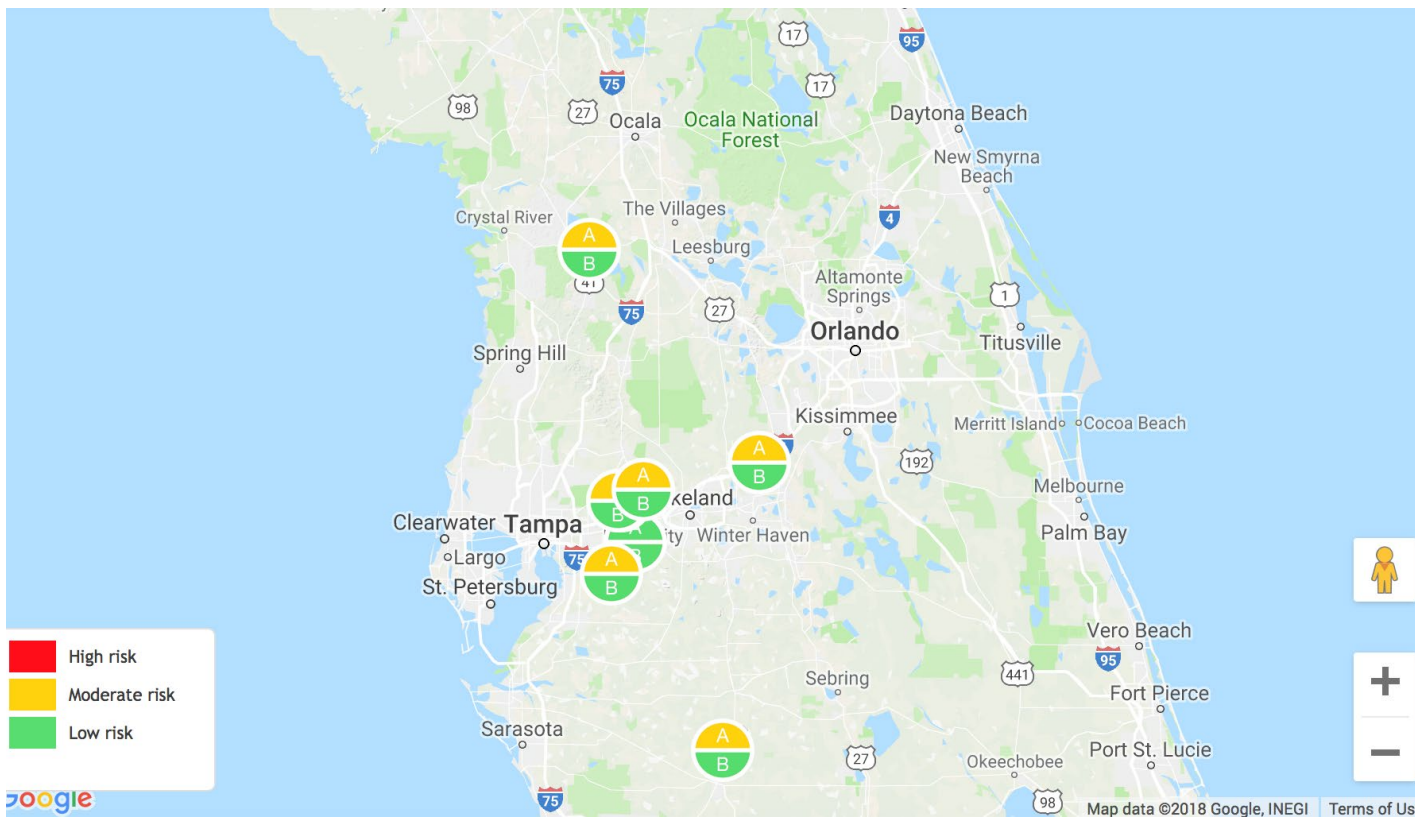 17
95
75
17
98
27
Ocala
Ocala National
Forest
Daytona Beach
New Smyrna
Beach
Crystal River
The Villages
4
A
B
Leesburg
41
Altamonte
Springs
75
27
1
Orlando
Titusville
Spring Hill
Kissimmee
Merritt Island
Cocoa Beach
A
B
192
A
B
B
keland
Melbourne
Clearwater
Tampa
ity
Winter Haven
Palm Bay
A
Largo
75
A
B
St. Petersburg
High risk
Moderate risk
Low risk
Vero Beach
95
441
Sebring
Fort Pierce
Sarasota
A
B
27
Okeechobee
Port St. Lucie
75
98
Google
Map data ©2018 Google, INEGI
Terms of Us